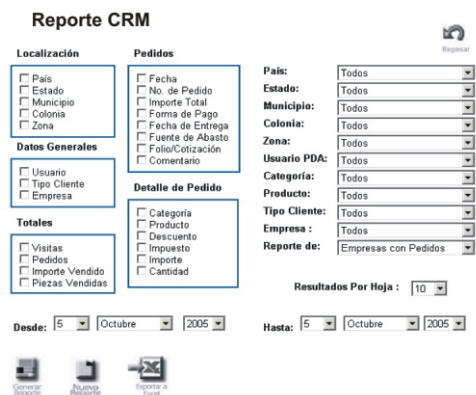 Reporte CRM
Regresar
Localización
País
Estado
Municipio
Colonia
Zona
Datos Generales
Usuario
Tipo Cliente
Empresa
Totales
Visitas
Pedidos
Importe Vendido
Piezas Vendidas
Pedidos
Fecha
No. de Pedido
Importe Total
Forma de Pago
Fecha de Entrega
Fuente de Abasto
Folio/Cotización
Comentario
Detalle de Pedido
Categoría
Producto
Descuento
Impuesto
Importe
Cantidad
País: Todos
Estado: Todos
Municipio: Todos
Colonia: Todos
Zona: Todos
Usuario PDA: Todos
Categoría: Todos
Producto: Todos
Tipo Cliente: Todos
Empresa : Todos
Reporte de: Empresas con Pedidos
Resultados Por Hoja : 10
Desde: 5 Octubre 2005
Hasta: 5 Octubre 2005
Generar Reporte
Nuevo Reporte
Exportar a Excel